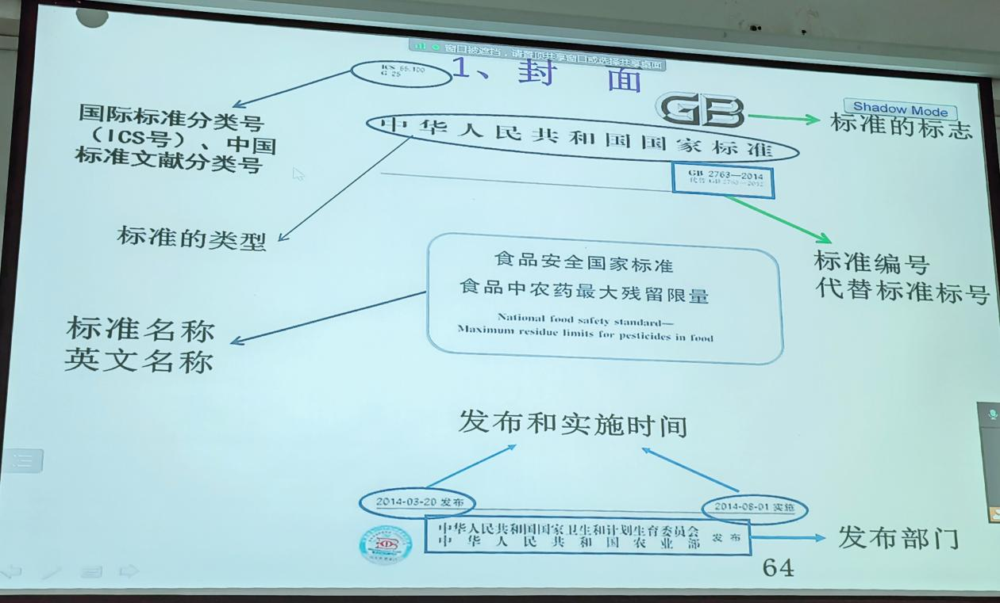 窗口被遮挡，请置顶共享窗口或选择共享桌面
1、封 面
ICS 65.100
G 25
GB
Shadow Mode
标准的标志
国际标准分类号
（ICS号）、中国
标准文献分类号
中华人民共和国国家标准
GB 2763—2014
代替 GB 2763—2012
标准的类型
标准编号
代替标准标号
食品安全国家标准
食品中农药最大残留限量
National food safety standard—
Maximum residue limits for pesticides in food
标准名称
英文名称
发布和实施时间
2014-03-20 发布
2014-08-01 实施
中华人民共和国国家卫生和计划生育委员会
中华人民共和国农业部
发布
发布部门
64